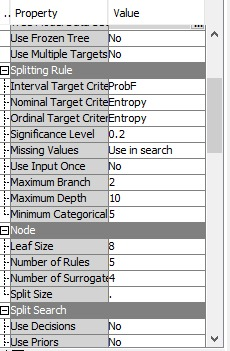 .. Property Value
Use Frozen Tree No
Use Multiple Targets No
Splitting Rule
Interval Target Crite ProbF
Nominal Target Crite Entropy
Ordinal Target Criter Entropy
Significance Level 0.2
Missing Values Use in search
Use Input Once No
Maximum Branch 2
Maximum Depth 10
Minimum Categorical 5
Node
Leaf Size 8
Number of Rules 5
Number of Surrogate 4
Split Size .
Split Search
Use Decisions No
Use Priors No